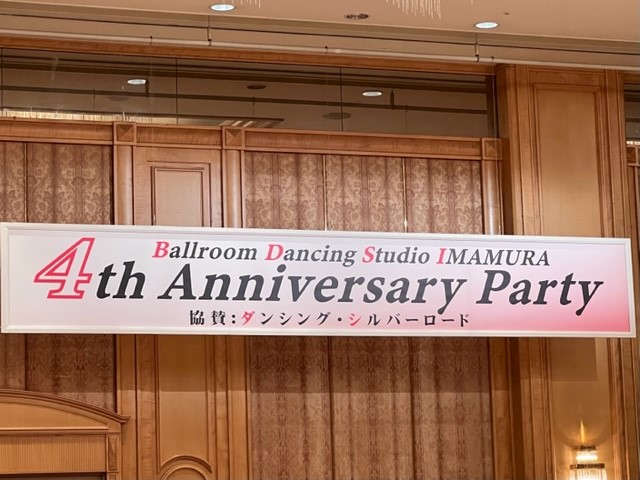 Ballroom Dancing Studio IMAMURA
4th Anniversary Party
協賛:ダンシング・シルバーロード